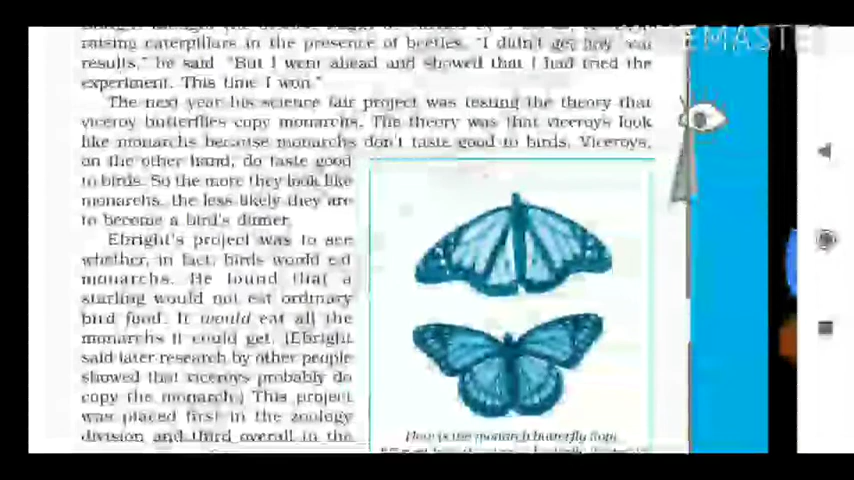 raising caterpillars in the presence of beetles. "I didn't get
results," he said "But I went ahead and showed that I had tried the
experiment. This time I won."
The next year his science fair project was testing the theory that
viceroy butterflies copy monarchs. The theory was that viceroys look
like monarchs because monarchs don't taste good to birds. Viceroys,
on the other hand, do taste good
to birds. So the more they look like
monarchs, the less likely they are
to become a bird's dinner.
Ebright's project was to see
whether, in fact, birds would eat
monarchs. He found that a
starling would not eat ordinary
bird food. It would eat all the
monarchs it could get. (Ebright
said later research by other people
showed that viceroys probably do
copy the monarch.) This project
was placed first in the zoology
division and third overall in the